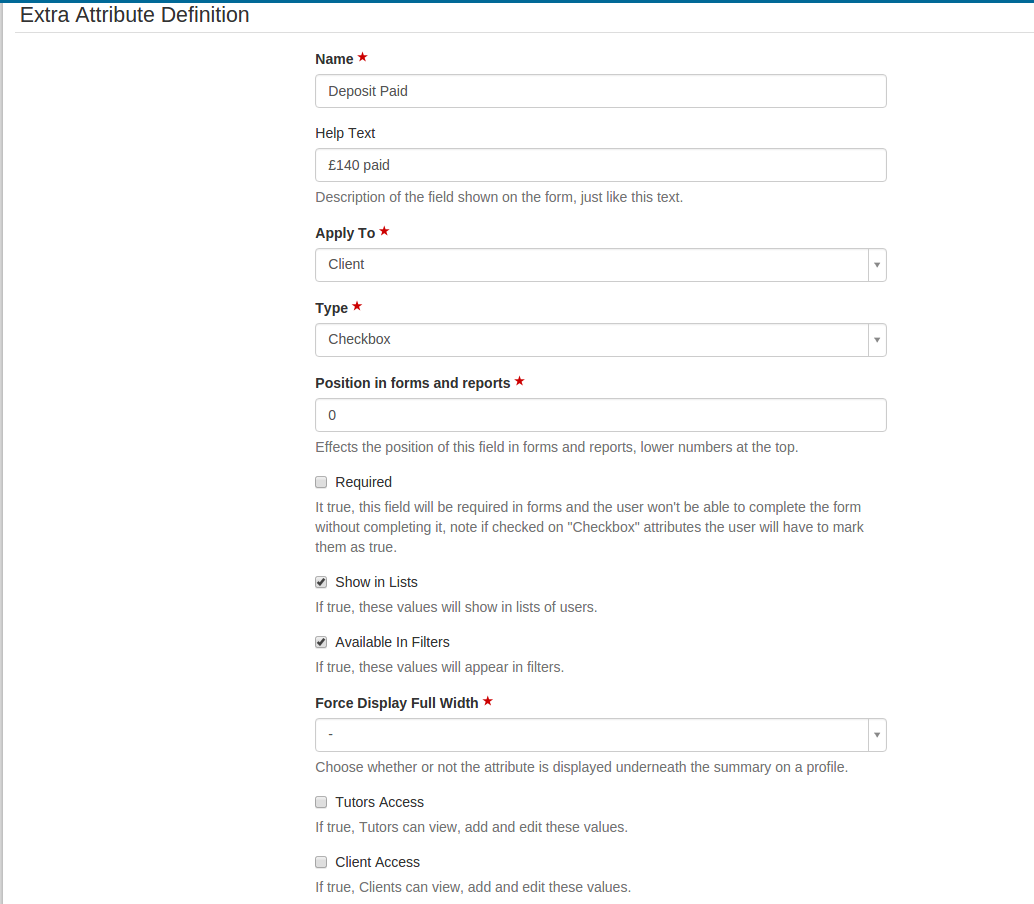 Extra Attribute Definition
Name ★
Deposit Paid
Help Text
£140 paid
Description of the field shown on the form, just like this text.
Apply To ★
Client
Type ★
Checkbox
Position in forms and reports ★
0
Effects the position of this field in forms and reports, lower numbers at the top.
Required
It true, this field will be required in forms and the user won't be able to complete the form
without completing it, note if checked on "Checkbox" attributes the user will have to mark
them as true.
Show in Lists
If true, these values will show in lists of users.
Available In Filters
If true, these values will appear in filters.
Force Display Full Width ★
-
Choose whether or not the attribute is displayed underneath the summary on a profile.
Tutors Access
If true, Tutors can view, add and edit these values.
Client Access
If true, Clients can view, add and edit these values.